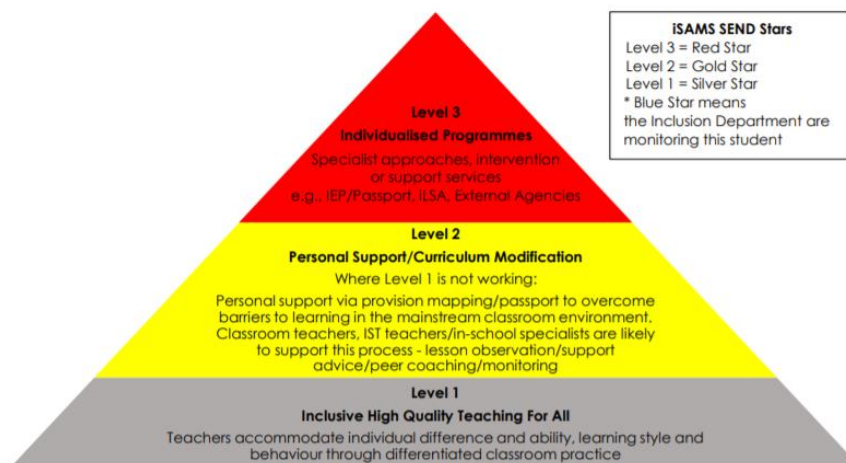 iSAMS SEND Stars
Level 3 = Red Star
Level 2 = Gold Star
Level 1 = Silver Star
* Blue Star means
the Inclusion Department are
monitoring this student
Level 3
Individualised Programmes
Specialist approaches, intervention
or support services
e.g., IEP/Passport, iLSA, External Agencies
Level 2
Personal Support/Curriculum Modification
Where Level 1 is not working:
Personal support via provision mapping/passport to overcome
barriers to learning in the mainstream classroom environment.
Classroom teachers, IST teachers/in-school specialists are likely
to support this process - lesson observation/support
advice/peer coaching/monitoring
Level 1
Inclusive High Quality Teaching For All
Teachers accommodate individual difference and ability, learning style and
behaviour through differentiated classroom practice